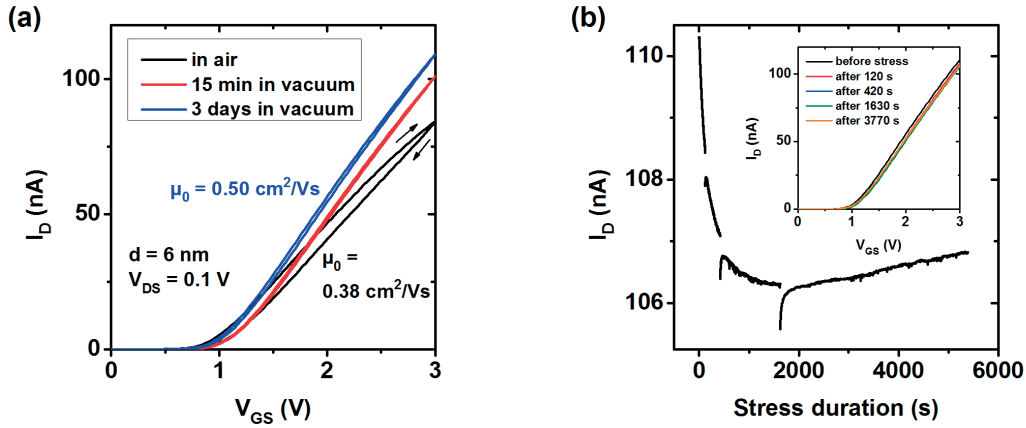 (a)
I_D (nA)
100
50
0
in air
15 min in vacuum
3 days in vacuum
μ₀ = 0.50 cm²/Vs
d = 6 nm
V_DS = 0.1 V
μ₀ =
0.38 cm²/Vs
0 1 2 3
V_GS (V)
(b)
I_D (nA)
110
108
106
before stress
after 120 s
after 420 s
after 1630 s
after 3770 s
I_D (nA)
100
50
0
0 1 2 3
V_GS (V)
0 2000 4000 6000
Stress duration (s)